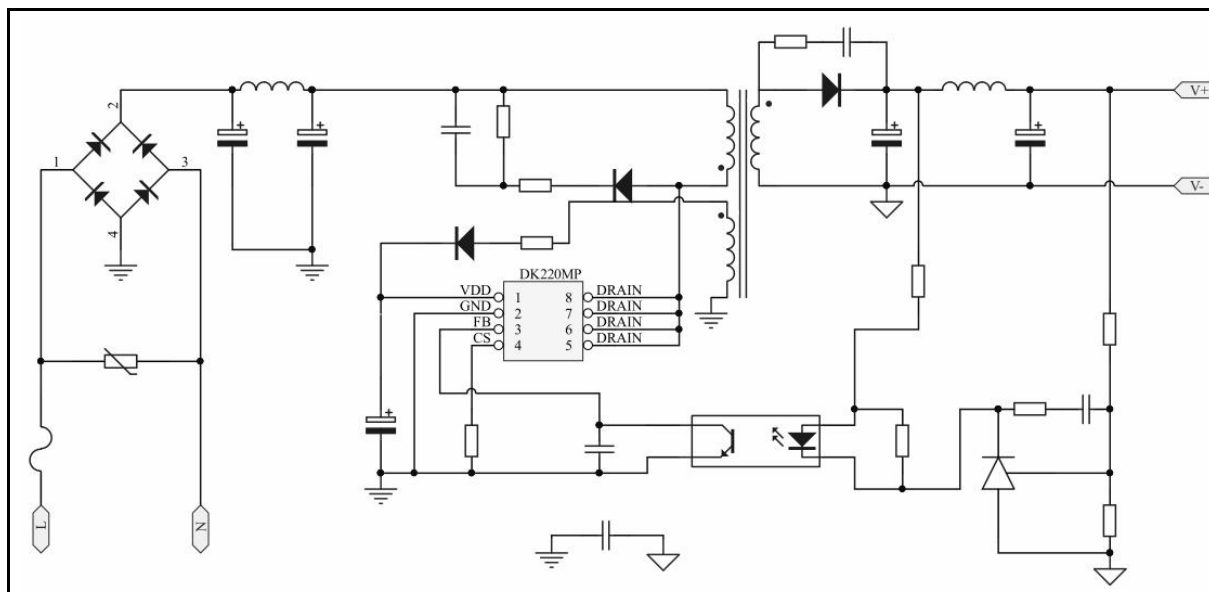 2
1
3
4
L
N
+
+
+
+
+
V+
V-
DK220MP
VDD 1 8 DRAIN
GND 2 7 DRAIN
FB 3 6 DRAIN
CS 4 5 DRAIN